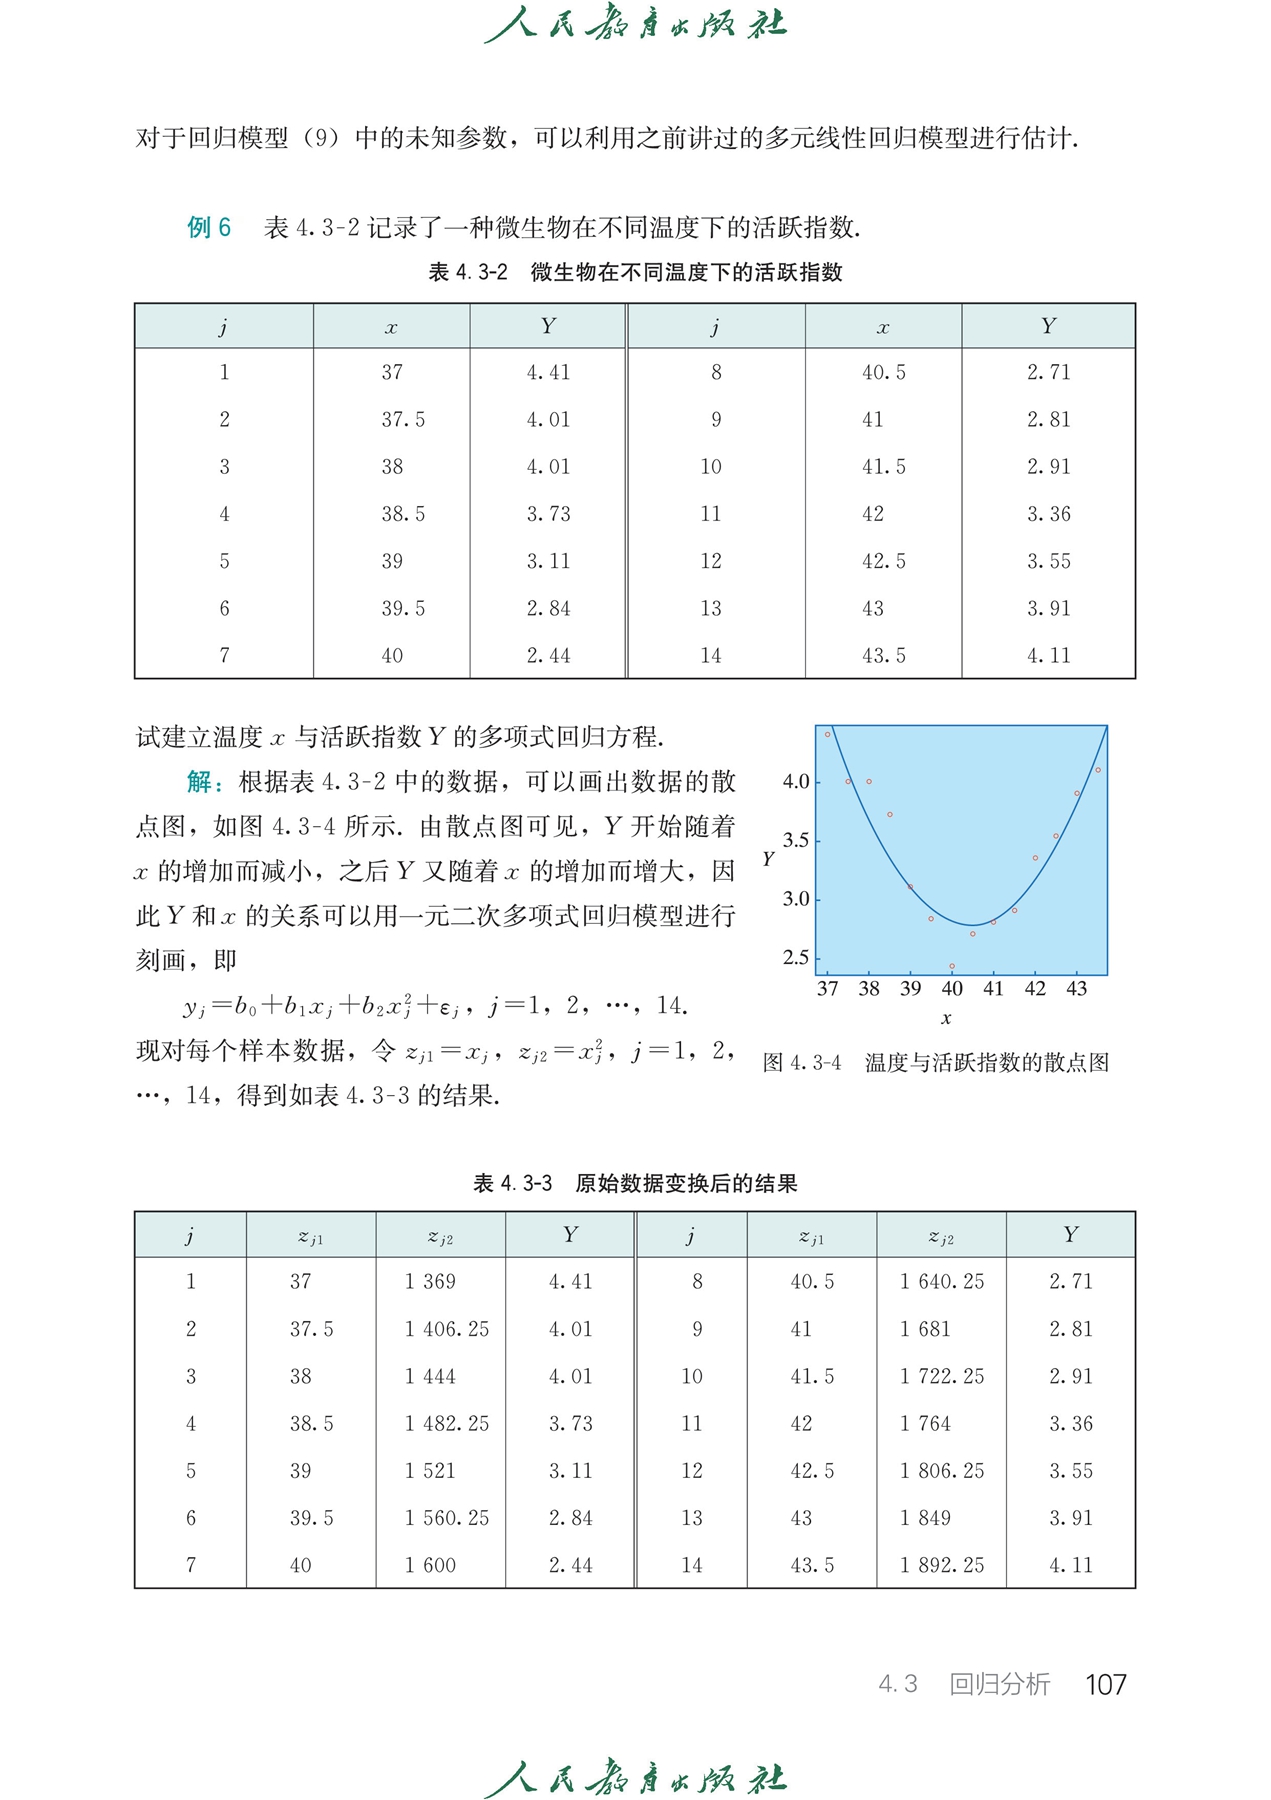 人民教育出版社
对于回归模型（9）中的未知参数，可以利用之前讲过的多元线性回归模型进行估计.
例6 表 4.3-2 记录了一种微生物在不同温度下的活跃指数.
表 4.3-2 微生物在不同温度下的活跃指数
j x Y j x Y
1 37 4.41 8 40.5 2.71
2 37.5 4.01 9 41 2.81
3 38 4.01 10 41.5 2.91
4 38.5 3.73 11 42 3.36
5 39 3.11 12 42.5 3.55
6 39.5 2.84 13 43 3.91
7 40 2.44 14 43.5 4.11
试建立温度 x 与活跃指数 Y 的多项式回归方程.
解：根据表 4.3-2 中的数据，可以画出数据的散
点图，如图 4.3-4 所示. 由散点图可见，Y 开始随着
x 的增加而减小，之后 Y 又随着 x 的增加而增大，因
此 Y 和 x 的关系可以用一元二次多项式回归模型进行
刻画，即
yⱼ=b₀+b₁xⱼ+b₂xⱼ²+εⱼ，j=1，2，…，14.
现对每个样本数据，令 zⱼ₁=xⱼ，zⱼ₂=xⱼ²，j=1，2，
…，14，得到如表 4.3-3 的结果.
4.0
3.5
Y
3.0
2.5
37 38 39 40 41 42 43
x
图 4.3-4 温度与活跃指数的散点图
表 4.3-3 原始数据变换后的结果
j zⱼ₁ zⱼ₂ Y j zⱼ₁ zⱼ₂ Y
1 37 1 369 4.41 8 40.5 1 640.25 2.71
2 37.5 1 406.25 4.01 9 41 1 681 2.81
3 38 1 444 4.01 10 41.5 1 722.25 2.91
4 38.5 1 482.25 3.73 11 42 1 764 3.36
5 39 1 521 3.11 12 42.5 1 806.25 3.55
6 39.5 1 560.25 2.84 13 43 1 849 3.91
7 40 1 600 2.44 14 43.5 1 892.25 4.11
4.3 回归分析 107
人民教育出版社